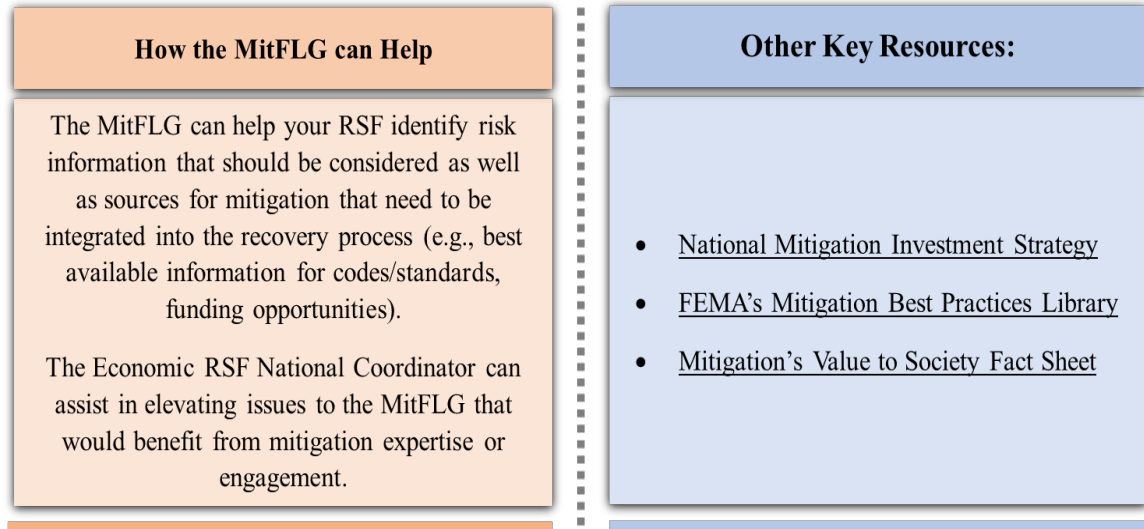 How the MitFLG can Help
The MitFLG can help your RSF identify risk
information that should be considered as well
as sources for mitigation that need to be
integrated into the recovery process (e.g., best
available information for codes/standards,
funding opportunities).
The Economic RSF National Coordinator can
assist in elevating issues to the MitFLG that
would benefit from mitigation expertise or
engagement.
Other Key Resources:
• National Mitigation Investment Strategy
• FEMA’s Mitigation Best Practices Library
• Mitigation’s Value to Society Fact Sheet